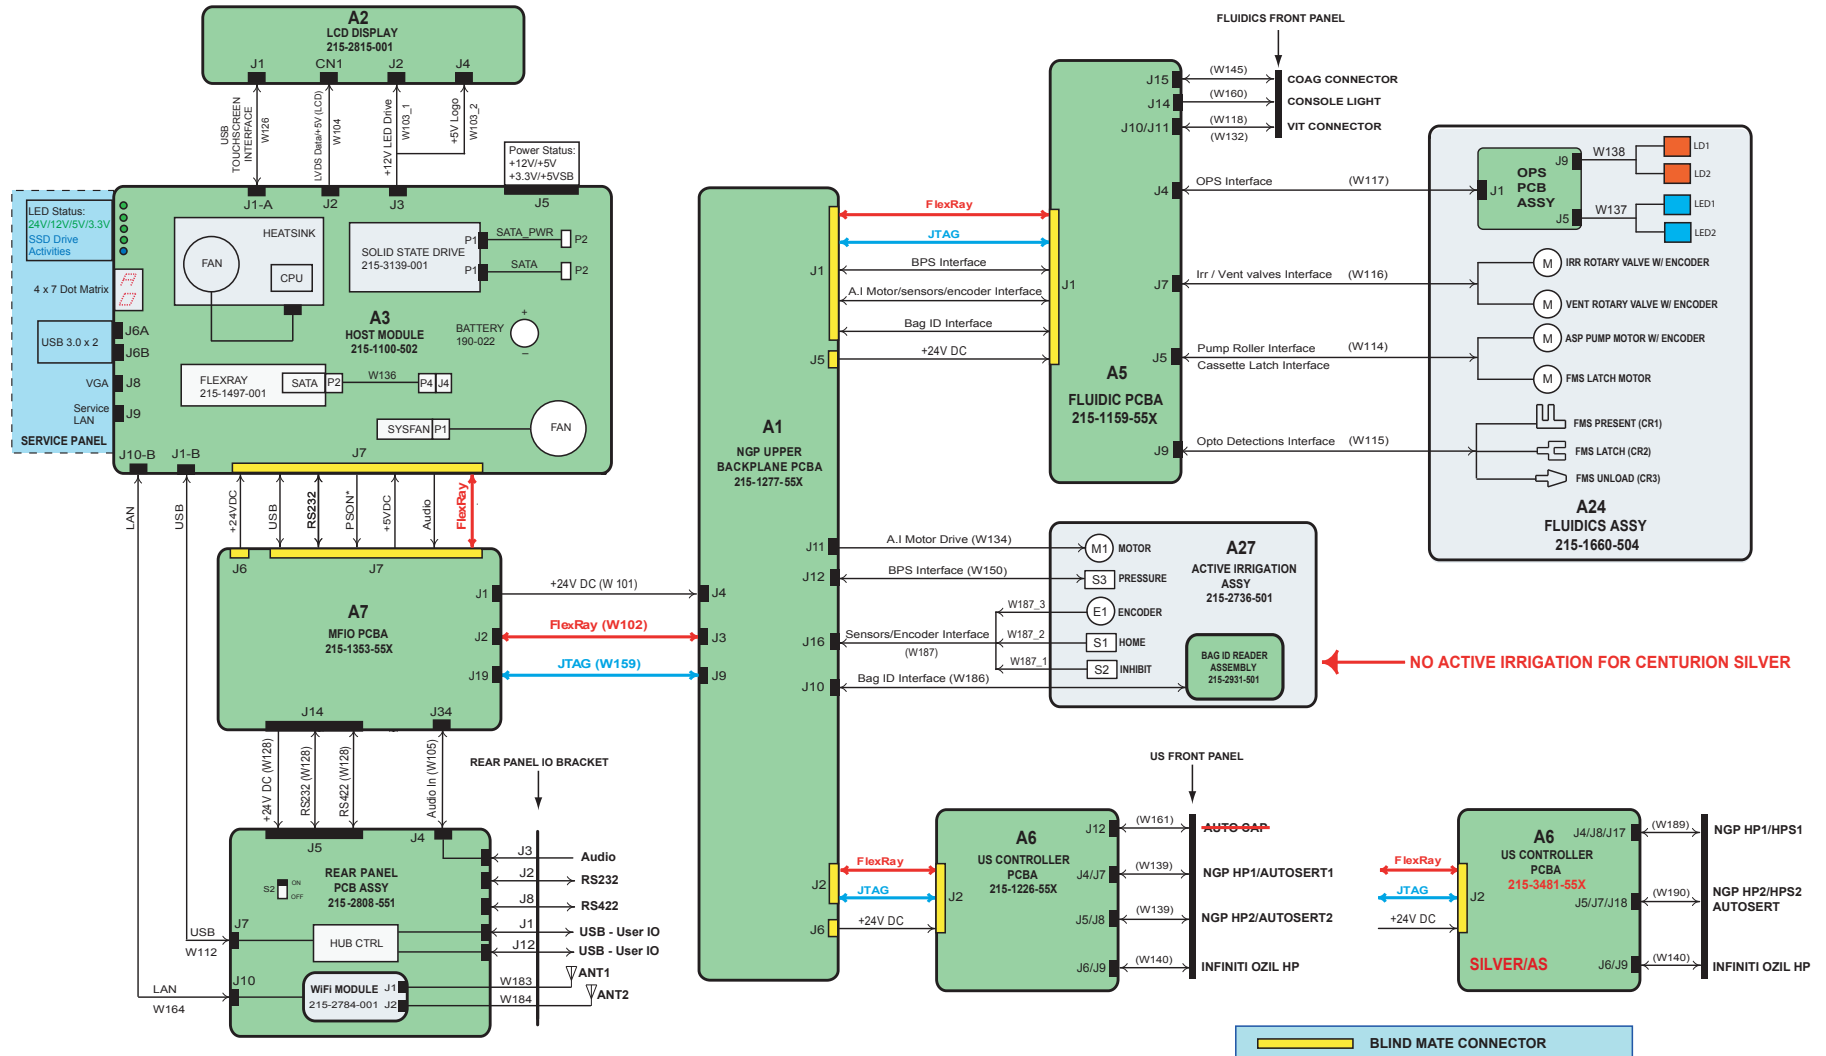 A2
LCD DISPLAY
215-2815-001
J1
CN1
J2
J4
USB
TOUCHSCREEN
INTERFACE
W126
LVDS Data/+5V (LCD)
W104
+12V LED Drive
W103_1
+5V Logo
W103_2
Power Status:
+12V/+5V
+3.3V/+5VSB
J1-A
J2
J3
J5
LED Status:
24V/12V/5V/3.3V
SSD Drive
Activities
4 x 7 Dot Matrix
USB 3.0 x 2
J6A
J6B
VGA
J8
Service
LAN
J9
SERVICE PANEL
HEATSINK
FAN
CPU
SOLID STATE DRIVE
215-3139-001
P1
SATA_PWR
P2
P1
SATA
P2
A3
HOST MODULE
215-1100-502
BATTERY
190-022
+
–
FLEXRAY
215-1497-001
SATA
P2
W136
P4
J4
SYSFAN
P1
FAN
J10-B
J1-B
J7
LAN
USB
+24VDC
USB
RS232
PSON*
+5VDC
Audio
FlexRay
J6
J7
A7
MFIO PCBA
215-1353-55X
J1
J2
J19
J14
J34
+24V DC (W 101)
FlexRay (W102)
JTAG (W159)
J4
J3
J9
+24V DC (W128)
RS232 (W128)
RS422 (W128)
Audio In (W105)
REAR PANEL IO BRACKET
J5
J4
REAR PANEL
PCB ASSY
215-2808-551
S2
ON
OFF
J3
Audio
J2
RS232
J8
RS422
J1
USB - User IO
J12
USB - User IO
USB
W112
J7
HUB CTRL
J10
LAN
W164
WiFi MODULE
215-2784-001
J1
J2
W183
ANT1
W184
ANT2
A1
NGP UPPER
BACKPLANE PCBA
215-1277-55X
J1
J5
FlexRay
JTAG
BPS Interface
A.I Motor/sensors/encoder Interface
Bag ID Interface
+24V DC
J1
A5
FLUIDIC PCBA
215-1159-55X
FLUIDICS FRONT PANEL
J15
(W145)
COAG CONNECTOR
J14
(W160)
CONSOLE LIGHT
J10/J11
(W118)
(W132)
VIT CONNECTOR
J4
OPS Interface
(W117)
J7
Irr / Vent valves Interface
(W116)
J5
Pump Roller Interface
(W114)
Cassette Latch Interface
J9
Opto Detections Interface
(W115)
J1
OPS
PCB
ASSY
J9
J5
W138
W137
LD1
LD2
LED1
LED2
M
IRR ROTARY VALVE W/ ENCODER
M
VENT ROTARY VALVE W/ ENCODER
M
ASP PUMP MOTOR W/ ENCODER
M
FMS LATCH MOTOR
FMS PRESENT (CR1)
FMS LATCH (CR2)
FMS UNLOAD (CR3)
A24
FLUIDICS ASSY
215-1660-504
J11
A.I Motor Drive (W134)
J12
BPS Interface (W150)
J16
Sensors/Encoder Interface
(W187)
W187_3
W187_2
W187_1
J10
Bag ID Interface (W186)
M1
MOTOR
S3
PRESSURE
E1
ENCODER
S1
HOME
S2
INHIBIT
A27
ACTIVE IRRIGATION
ASSY
215-2736-501
BAG ID READER
ASSEMBLY
215-2931-501
NO ACTIVE IRRIGATION FOR CENTURION SILVER
US FRONT PANEL
J2
J6
FlexRay
JTAG
+24V DC
J2
A6
US CONTROLLER
PCBA
215-1226-55X
J12
(W161)
AUTO CAP
J4/J7
(W139)
NGP HP1/AUTOSERT1
J5/J8
(W139)
NGP HP2/AUTOSERT2
J6/J9
(W140)
INFINITI OZIL HP
FlexRay
JTAG
+24V DC
J2
A6
US CONTROLLER
PCBA
215-3481-55X
SILVER/AS
J4/J8/J17
(W189)
NGP HP1/HPS1
J5/J7/J18
(W190)
NGP HP2/HPS2
AUTOSERT
J6/J9
(W140)
INFINITI OZIL HP
BLIND MATE CONNECTOR